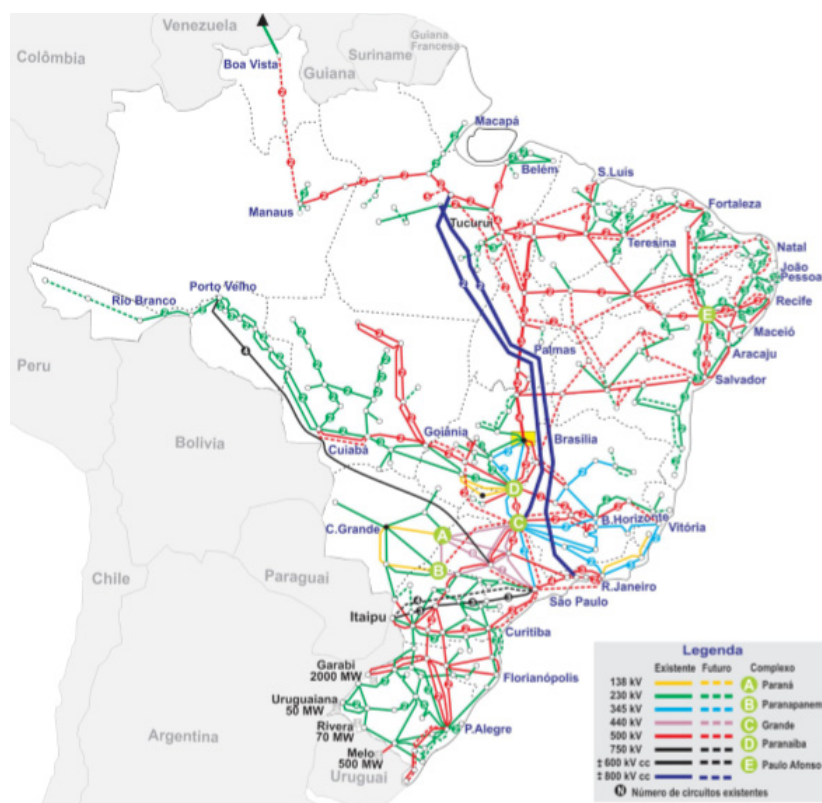 Venezuela
Colômbia
Suriname
Guiana
Francesa
Guiana
Boa Vista
Macapá
Belém
S.Luis
Manaus
Tucuruí
Fortaleza
Teresina
Natal
João
Pessoa
Recife
Maceió
Aracaju
Salvador
E
Rio Branco
Porto Velho
Palmas
Peru
Bolívia
Cuiabá
Goiânia
Brasília
D
C
B.Horizonte
Vitória
C.Grande
A
B
Chile
Paraguai
R.Janeiro
São Paulo
Itaipu
Curitiba
Garabi
2000 MW
Florianópolis
Uruguaiana
50 MW
Rivera
70 MW
P.Alegre
Melo
500 MW
Argentina
Uruguai
Legenda
Existente Futuro Complexo
138 kV A Paraná
230 kV
345 kV B Paranapanem
440 kV C Grande
500 kV D Paranaíba
750 kV
±600 kV cc E Paulo Afonso
±800 kV cc
N Número de circuitos existentes